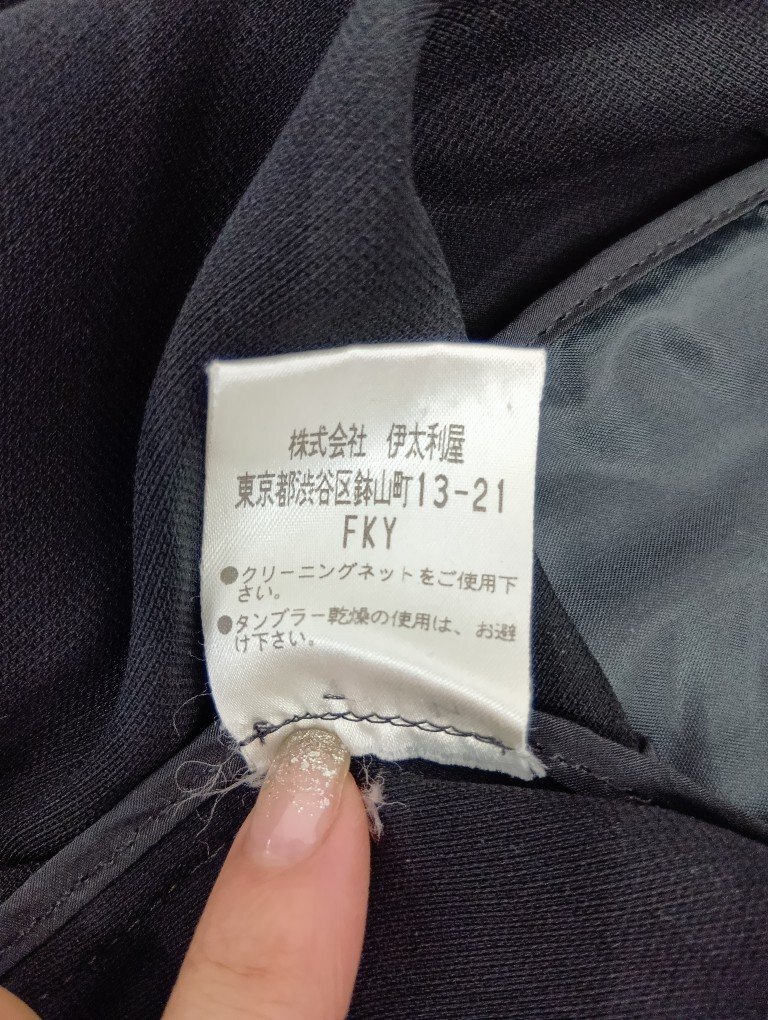 株式会社 伊太利屋
東京都渋谷区鉢山町13-21
FKY
●クリーニングネットをご使用下
さい。
●タンブラー乾燥の使用は、お避
け下さい。